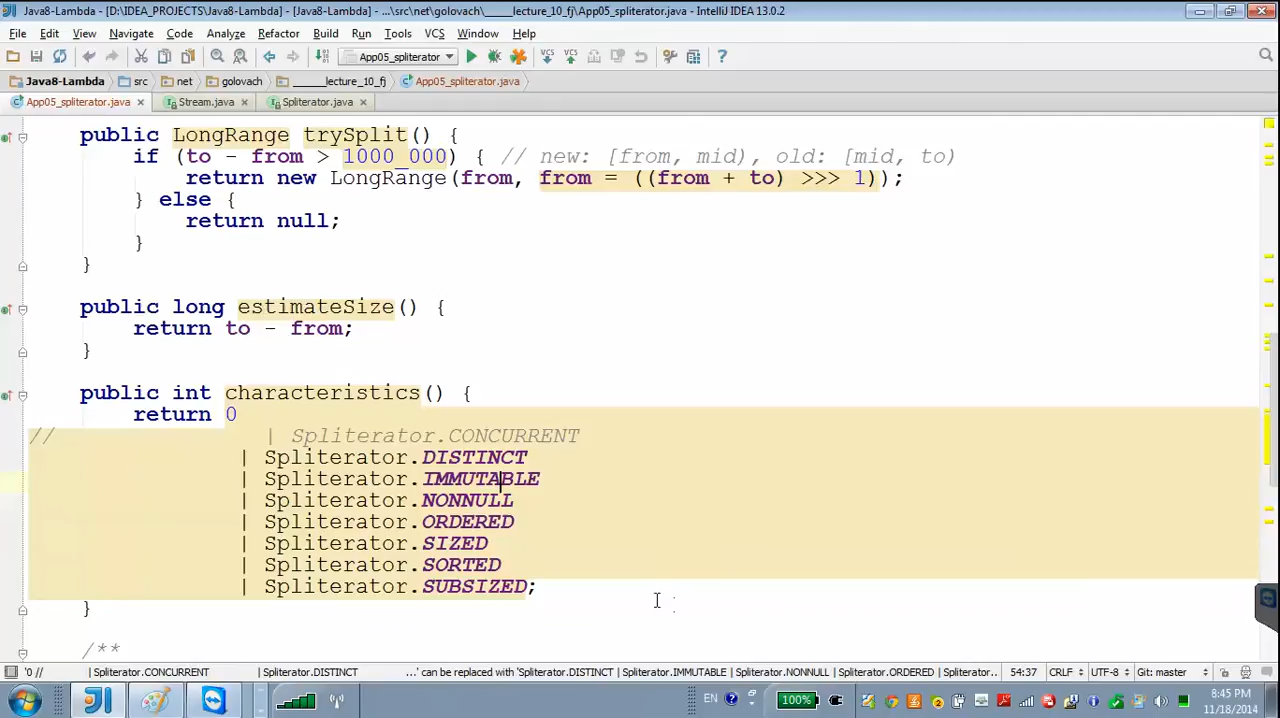 Java8-Lambda - [D:\IDEA_PROJECTS\Java8-Lambda] - [Java8-Lambda] - ...\src\net\golovach\_____lecture_10_fj\App05_spliterator.java - IntelliJ IDEA 13.0.2
File Edit View Navigate Code Analyze Refactor Build Run Tools VCS Window Help
App05_spliterator
Java8-Lambda src net golovach _____lecture_10_fj App05_spliterator.java
App05_spliterator.java Stream.java Spliterator.java
public LongRange trySplit() {
if (to - from > 1000_000) { // new: [from, mid), old: [mid, to)
return new LongRange(from, from = ((from + to) >>> 1));
} else {
return null;
}
}
public long estimateSize() {
return to - from;
}
public int characteristics() {
return 0
// | Spliterator.CONCURRENT
| Spliterator.DISTINCT
| Spliterator.IMMUTABLE
| Spliterator.NONNULL
| Spliterator.ORDERED
| Spliterator.SIZED
| Spliterator.SORTED
| Spliterator.SUBSIZED;
}
/**
'0 // | Spliterator.CONCURRENT | Spliterator.DISTINCT ...' can be replaced with 'Spliterator.DISTINCT | Spliterator.IMMUTABLE | Spliterator.NONNULL | Spliterator.ORDERED | Spliterator.. 54:37 CRLF UTF-8 Git: master
EN 100% 8:45 PM
11/18/2014